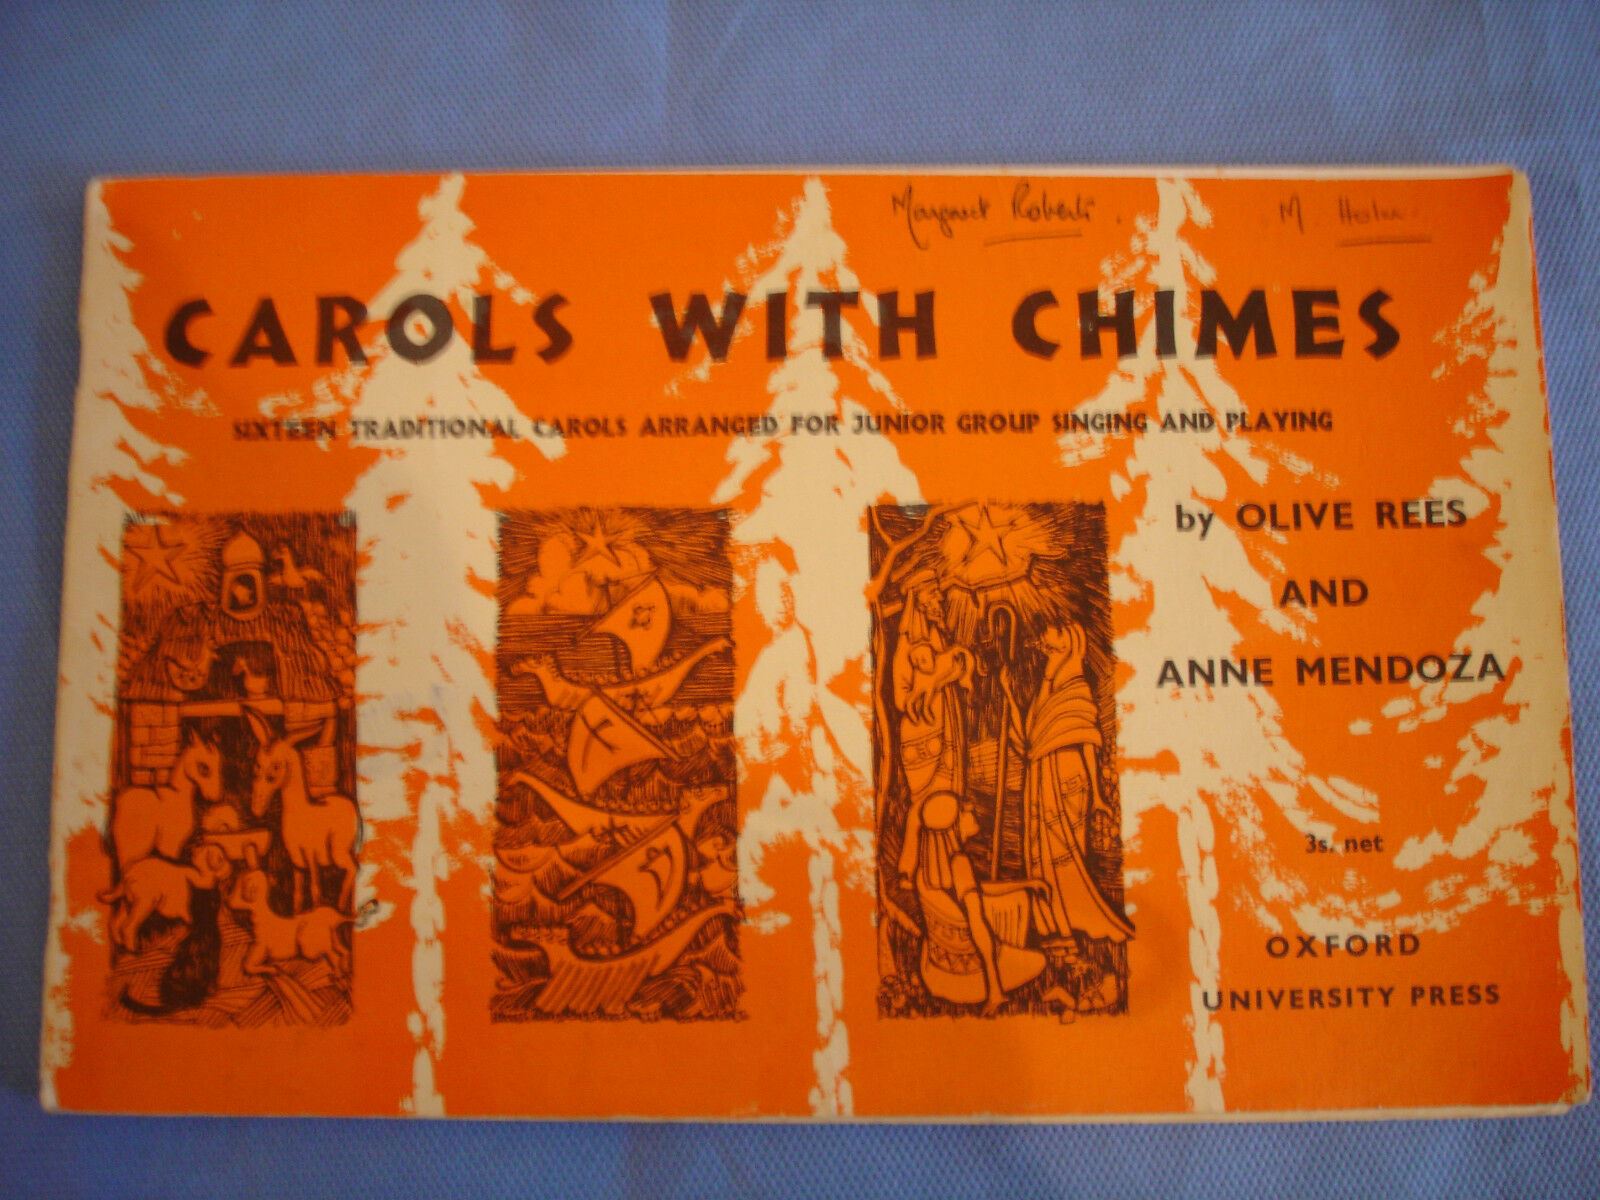 Margaret Roberts.
M.
CAROLS WITH CHIMES
SIXTEEN TRADITIONAL CAROLS ARRANGED FOR JUNIOR GROUP SINGING AND PLAYING
by OLIVE REES
AND
ANNE MENDOZA
3s. net
OXFORD
UNIVERSITY PRESS